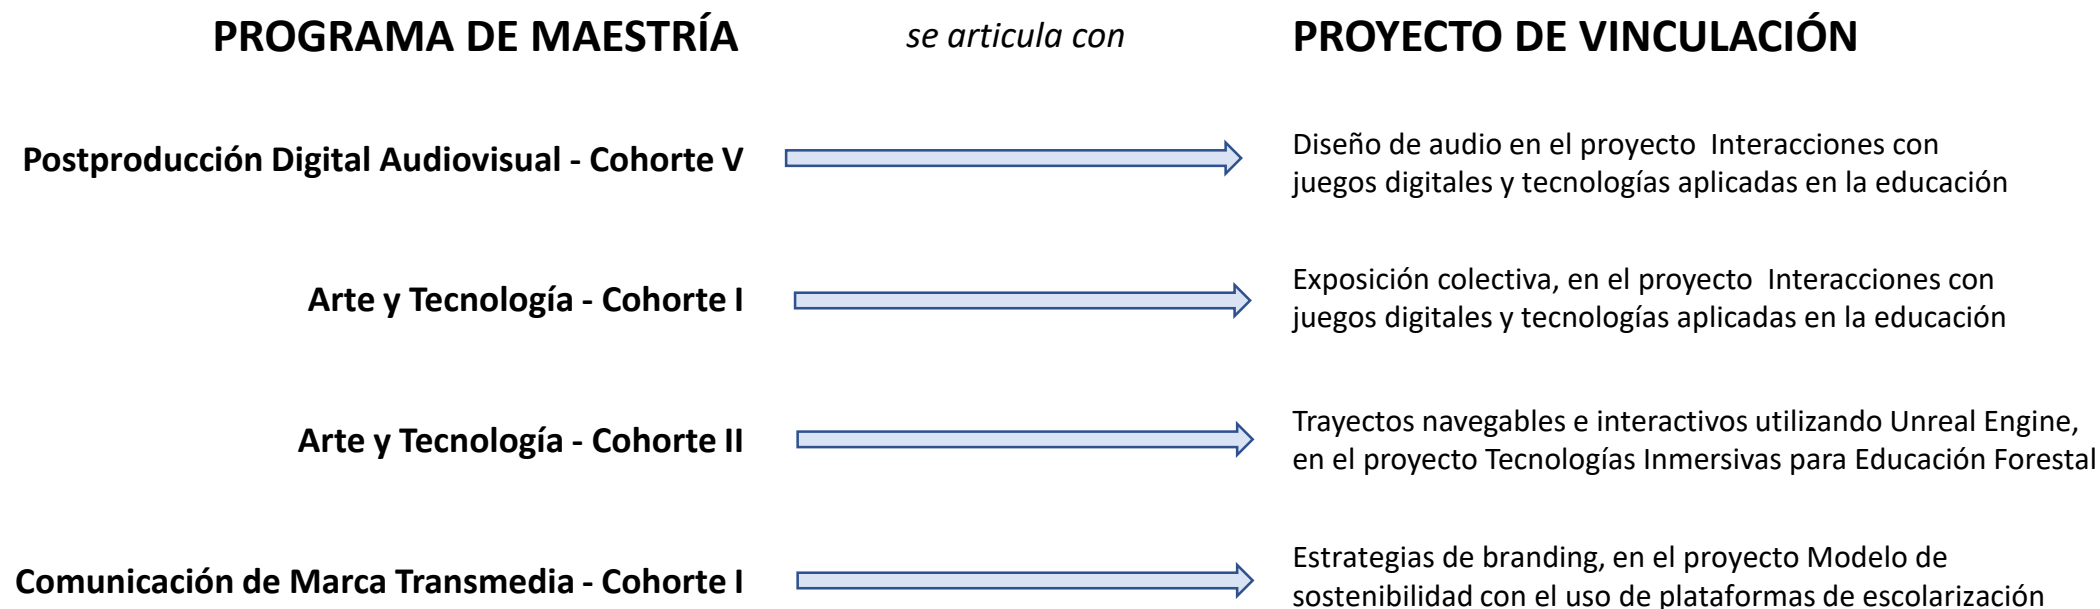 PROGRAMA DE MAESTRÍA se articula con PROYECTO DE VINCULACIÓN
Postproducción Digital Audiovisual - Cohorte V
Diseño de audio en el proyecto  Interacciones con
juegos digitales y tecnologías aplicadas en la educación
Arte y Tecnología - Cohorte I
Exposición colectiva, en el proyecto  Interacciones con
juegos digitales y tecnologías aplicadas en la educación
Arte y Tecnología - Cohorte II
Trayectos navegables e interactivos utilizando Unreal Engine,
en el proyecto Tecnologías Inmersivas para Educación Forestal
Comunicación de Marca Transmedia - Cohorte I
Estrategias de branding, en el proyecto Modelo de
sostenibilidad con el uso de plataformas de escolarización